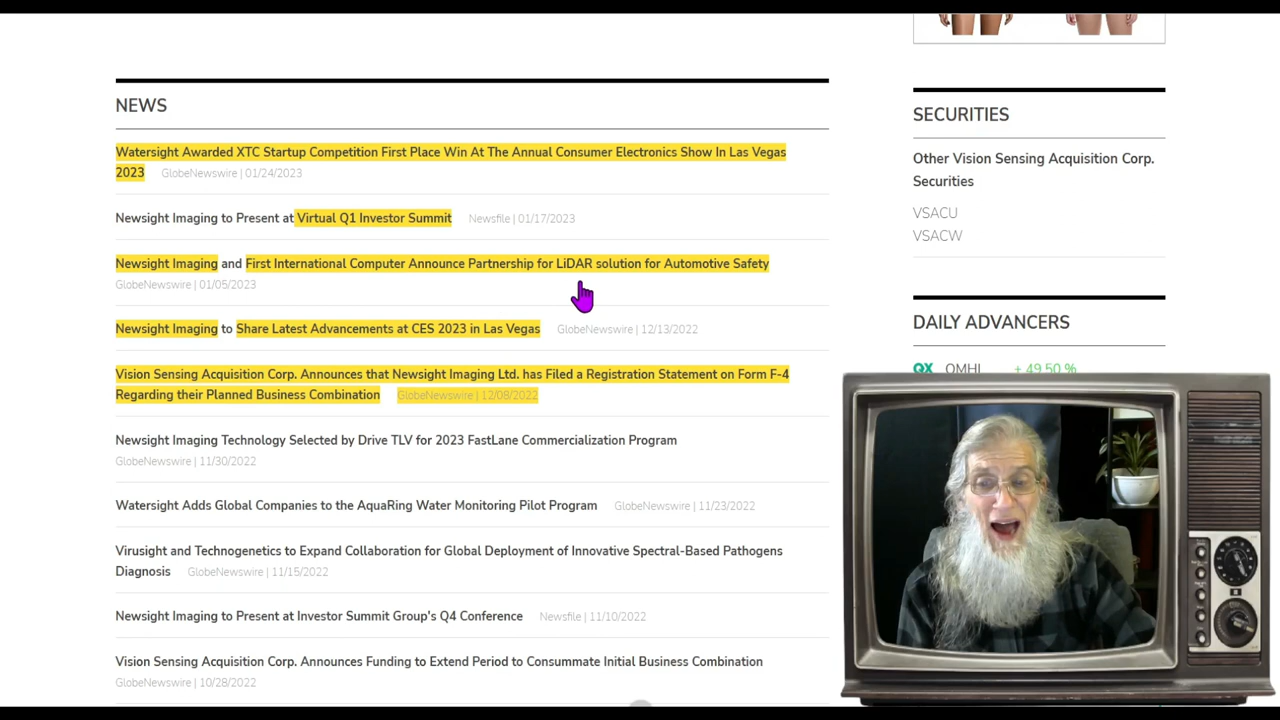 NEWS
Watersight Awarded XTC Startup Competition First Place Win At The Annual Consumer Electronics Show In Las Vegas
2023 GlobeNewswire | 01/24/2023
Newsight Imaging to Present at Virtual Q1 Investor Summit Newsfile | 01/17/2023
Newsight Imaging and First International Computer Announce Partnership for LiDAR solution for Automotive Safety
GlobeNewswire | 01/05/2023
Newsight Imaging to Share Latest Advancements at CES 2023 in Las Vegas GlobeNewswire | 12/13/2022
Vision Sensing Acquisition Corp. Announces that Newsight Imaging Ltd. has Filed a Registration Statement on Form F-4
Regarding their Planned Business Combination GlobeNewswire | 12/08/2022
Newsight Imaging Technology Selected by Drive TLV for 2023 FastLane Commercialization Program
GlobeNewswire | 11/30/2022
Watersight Adds Global Companies to the AquaRing Water Monitoring Pilot Program GlobeNewswire | 11/23/2022
Virusight and Technogenetics to Expand Collaboration for Global Deployment of Innovative Spectral-Based Pathogens
Diagnosis GlobeNewswire | 11/15/2022
Newsight Imaging to Present at Investor Summit Group's Q4 Conference Newsfile | 11/10/2022
Vision Sensing Acquisition Corp. Announces Funding to Extend Period to Consummate Initial Business Combination
GlobeNewswire | 10/28/2022
SECURITIES
Other Vision Sensing Acquisition Corp.
Securities
VSACU
VSACW
DAILY ADVANCERS
QX OMHI + 49.50 %